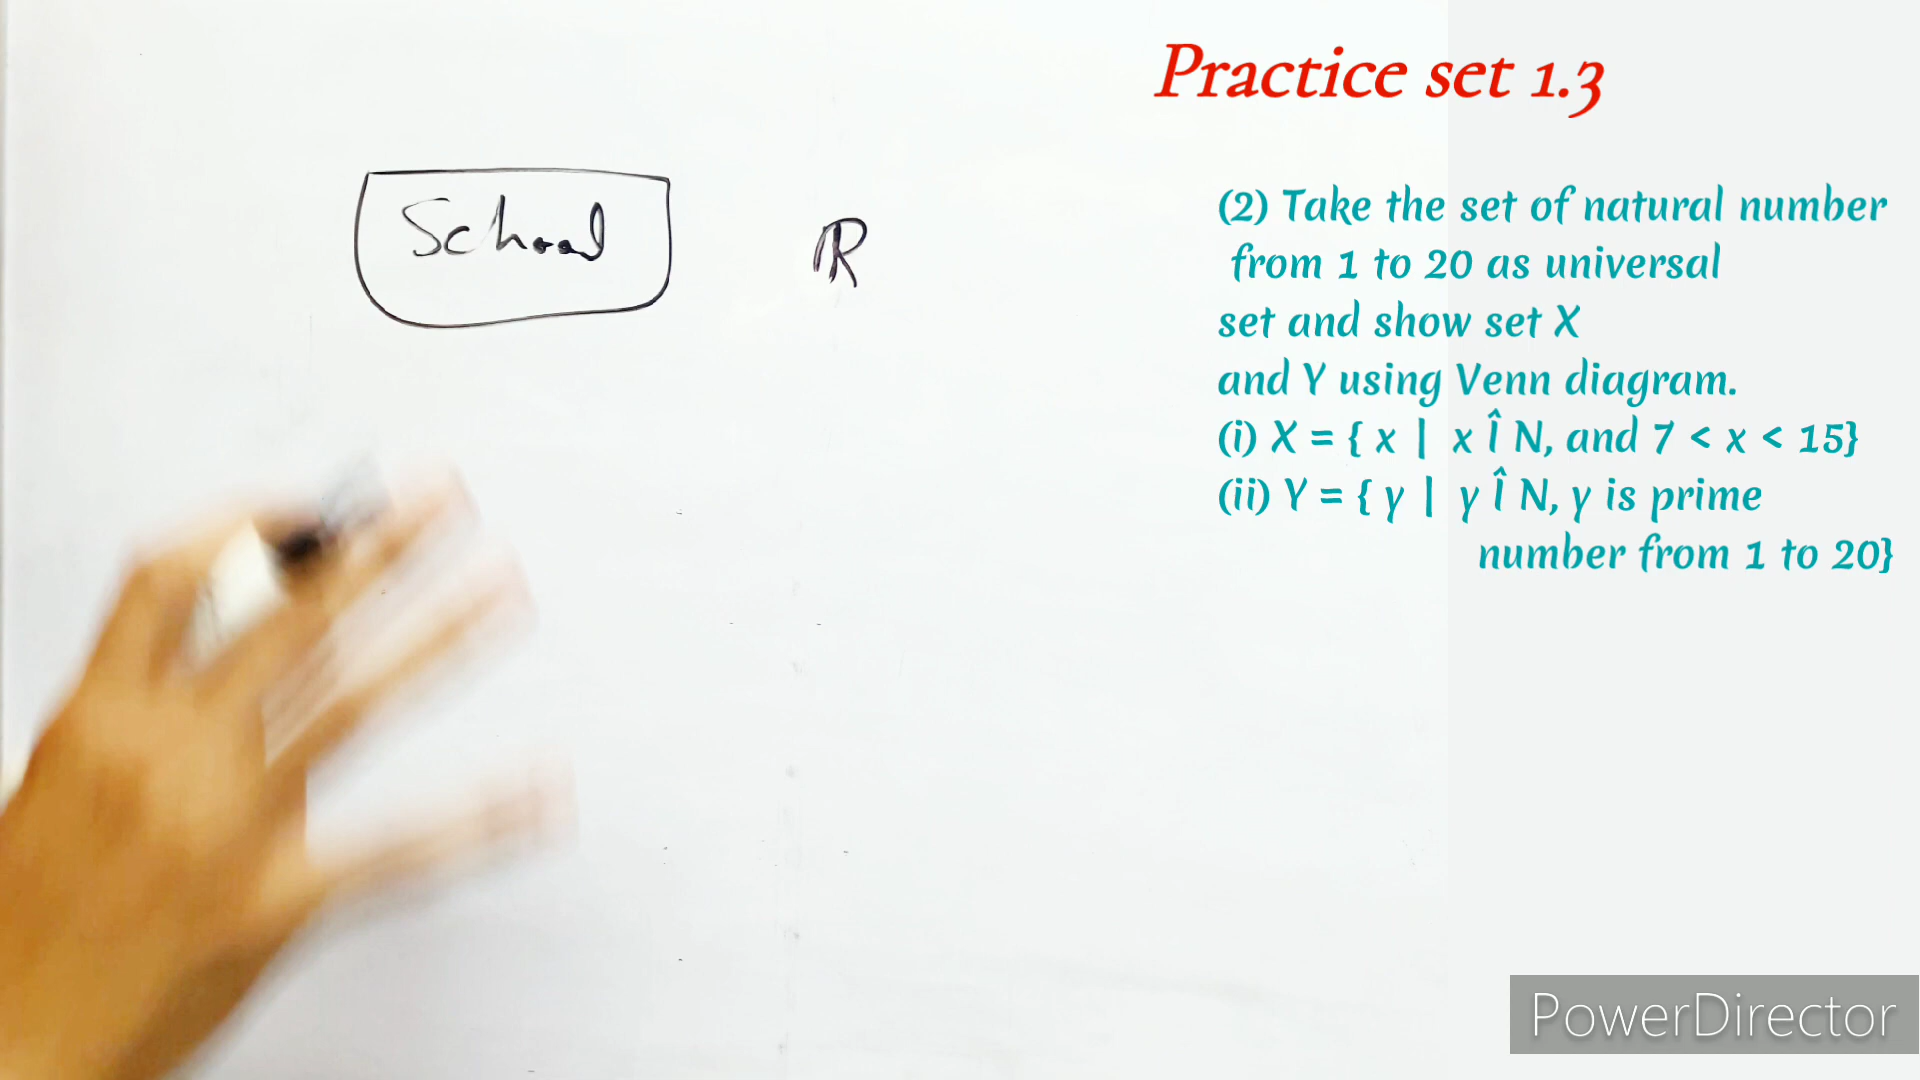 School
R
Practice set 1.3
(2) Take the set of natural number
from 1 to 20 as universal
set and show set X
and Y using Venn diagram.
(i) X = { x | x Î N, and 7 < x < 15}
(ii) Y = { y | y Î N, y is prime
number from 1 to 20}
PowerDirector